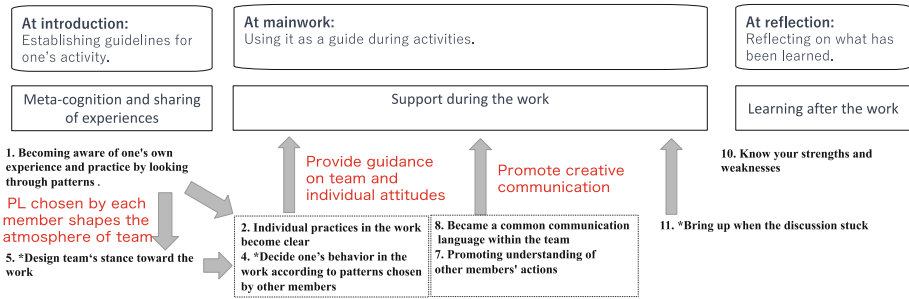 At introduction:
Establishing guidelines for
one's activity.
At mainwork:
Using it as a guide during activities.
At reflection:
Reflecting on what has
been learned.
Meta-cognition and sharing
of experiences
Support during the work
Learning after the work
1. Becoming aware of one's own
experience and practice by looking
through patterns .
PL chosen by each
member shapes the
atmosphere of team
5. *Design team's stance toward the
work
Provide guidance
on team and
individual attitudes
2. Individual practices in the work
become clear
4. *Decide one's behavior in the
work according to patterns chosen
by other members
Promote creative
communication
8. Became a common communication
language within the team
7. Promoting understanding of
other members' actions
10. Know your strengths and
weaknesses
11. *Bring up when the discussion stuck